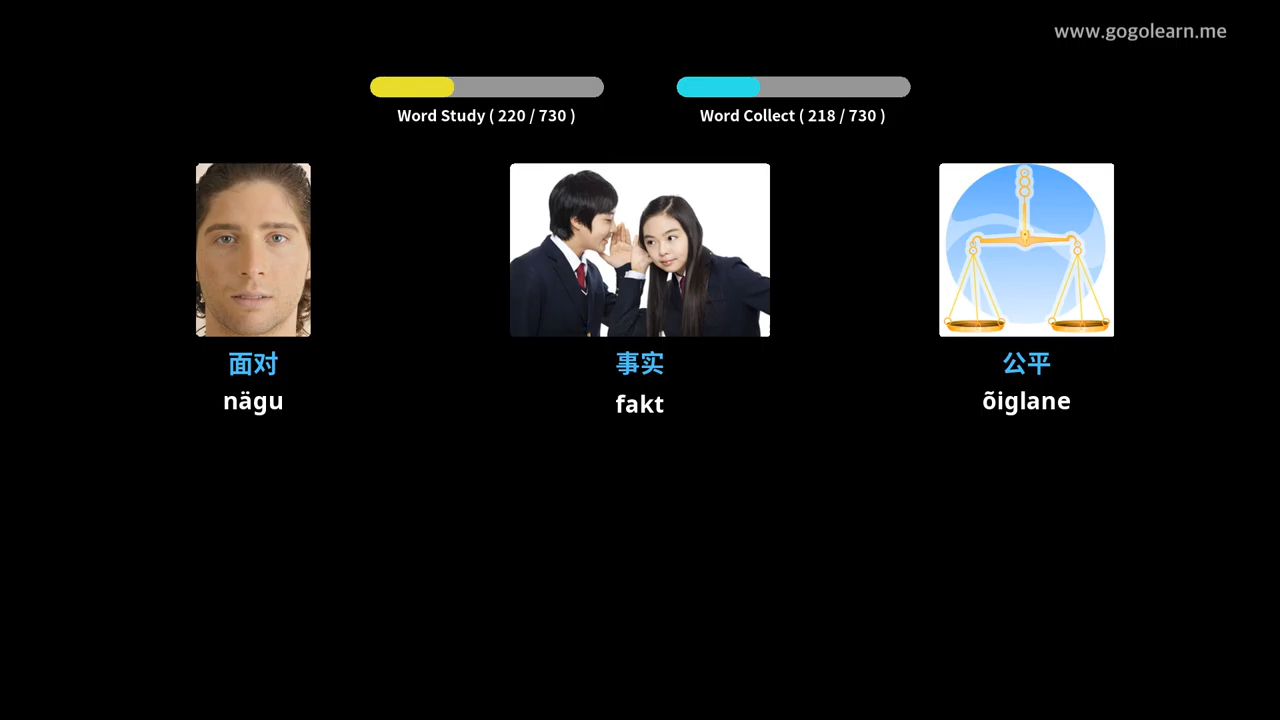 www.gogolearn.me
Word Study ( 220 / 730 )
Word Collect ( 218 / 730 )
面对
事实
公平
nägu
fakt
õiglane